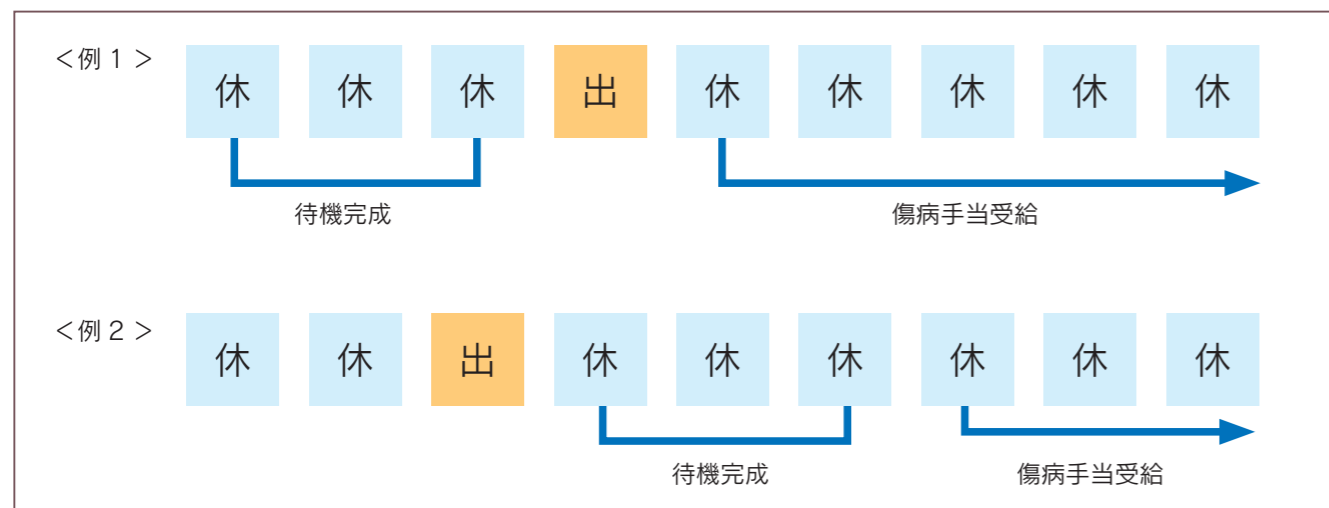 <例1> 休 休 休 出 休 休 休 休 休
待機完成 傷病手当受給
<例2> 休 休 出 休 休 休 休 休 休
待機完成 傷病手当受給